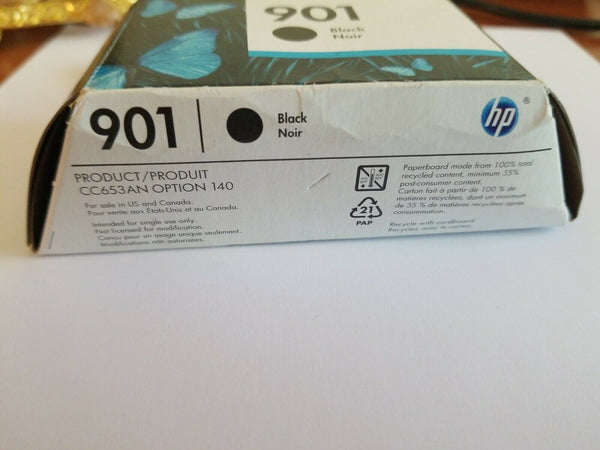 901
Black
Noir
901
Black
Noir
hp
®
PRODUCT/PRODUIT
CC653AN OPTION 140
For sale in US and Canada.
Pour vente aux États-Unis et au Canada.
Intended for single use only.
Not licensed for modification.
Conçu pour un usage unique seulement.
Modifications non autorisées.
Paperboard made from 100% total
recycled content, minimum 35%
post-consumer content.
Carton fait à partir de 100 % de
matières recyclées, dont un minimum
de 35 % de matières recyclées après
consommation.
21
PAP
Recycle with cardboard
Recyclez avec le carton.